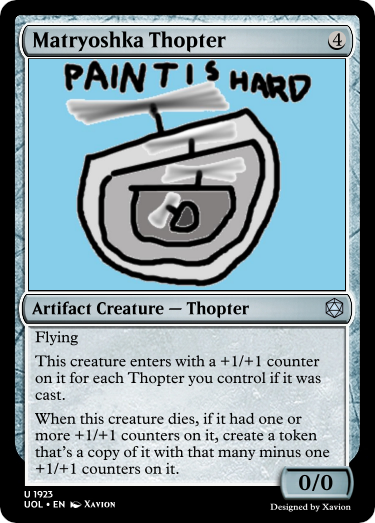 Matryoshka Thopter 4
PAINT IS HARD
Artifact Creature — Thopter
Flying
This creature enters with a +1/+1 counter
on it for each Thopter you control if it was
cast.
When this creature dies, if it had one or
more +1/+1 counters on it, create a token
that's a copy of it with that many minus one
+1/+1 counters on it.
0/0
U 1923
UOL • EN XAVION
Designed by Xavion